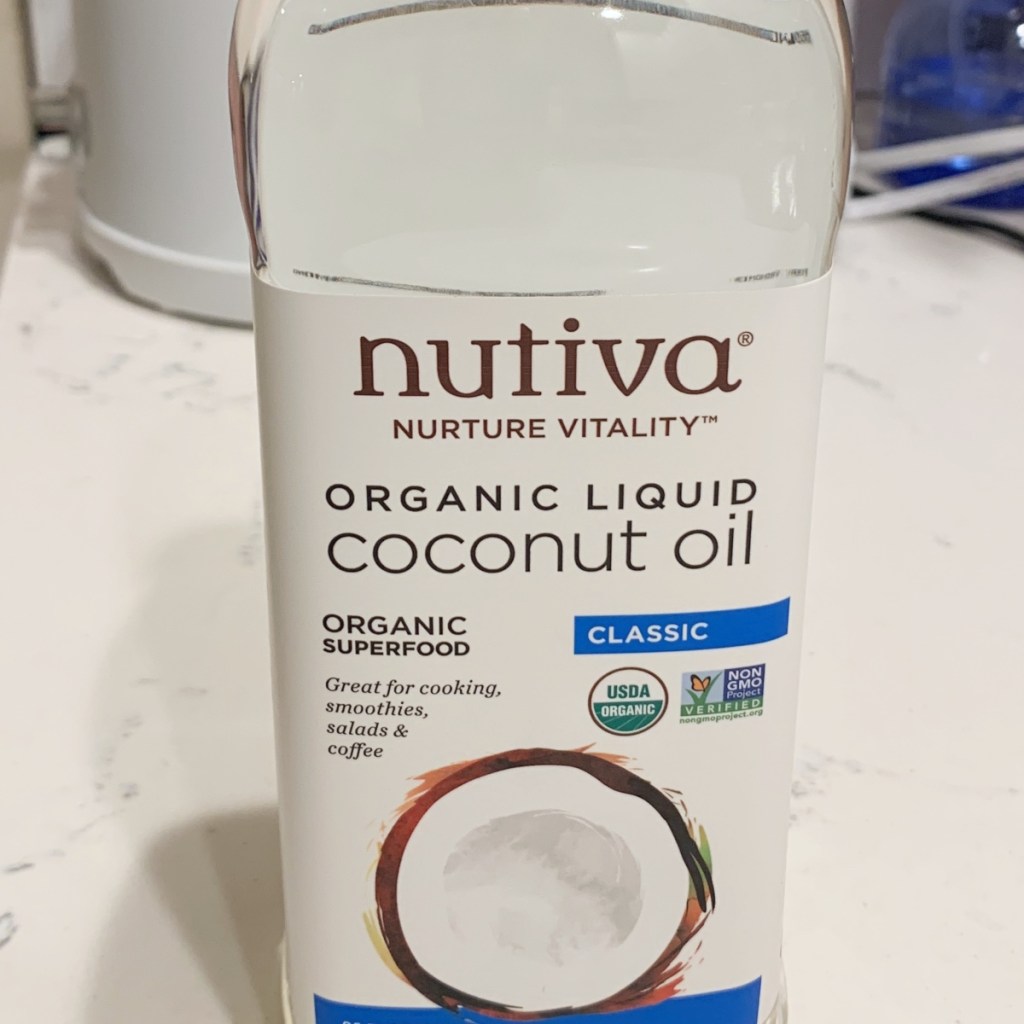 nutiva®
NURTURE VITALITY™
ORGANIC LIQUID
coconut oil
ORGANIC
SUPERFOOD
CLASSIC
Great for cooking,
smoothies,
salads &
coffee
USDA
ORGANIC
NON
GMO
Project
VERIFIED
nongmoproject.org